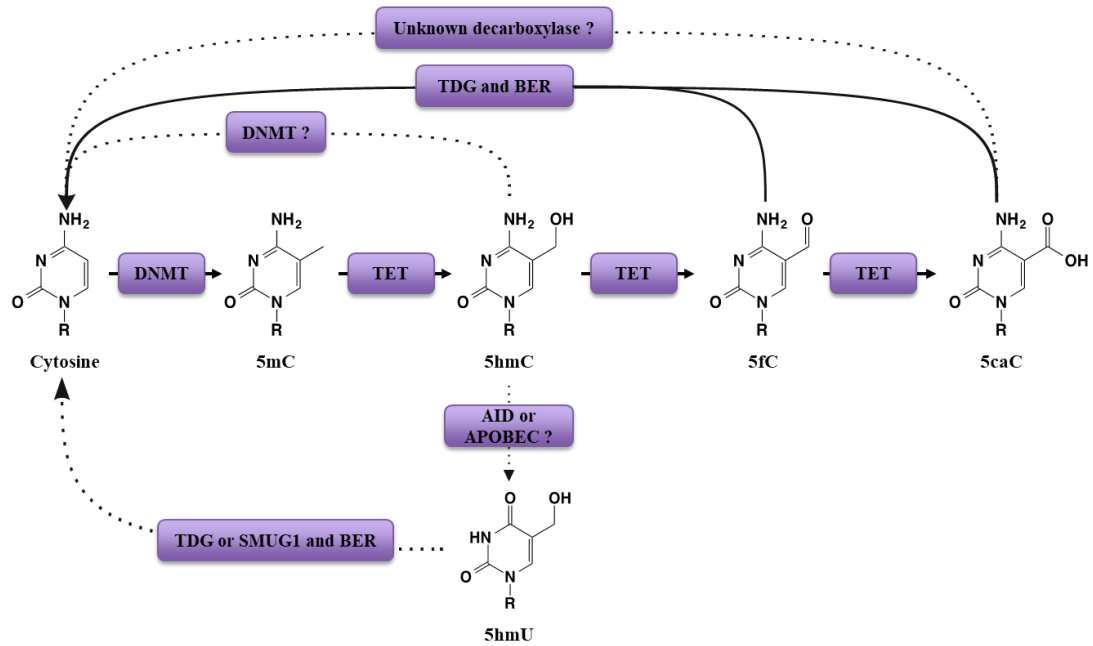 Unknown decarboxylase ?
TDG and BER
DNMT ?
NH₂
N
O
N
R
Cytosine
DNMT
NH₂
N
O
N
R
5mC
TET
NH₂
OH
N
O
N
R
5hmC
TET
NH₂
O
N
O
N
R
5fC
TET
NH₂
O
OH
N
O
N
R
5caC
AID or
APOBEC ?
O
OH
HN
O
N
R
5hmU
TDG or SMUG1 and BER